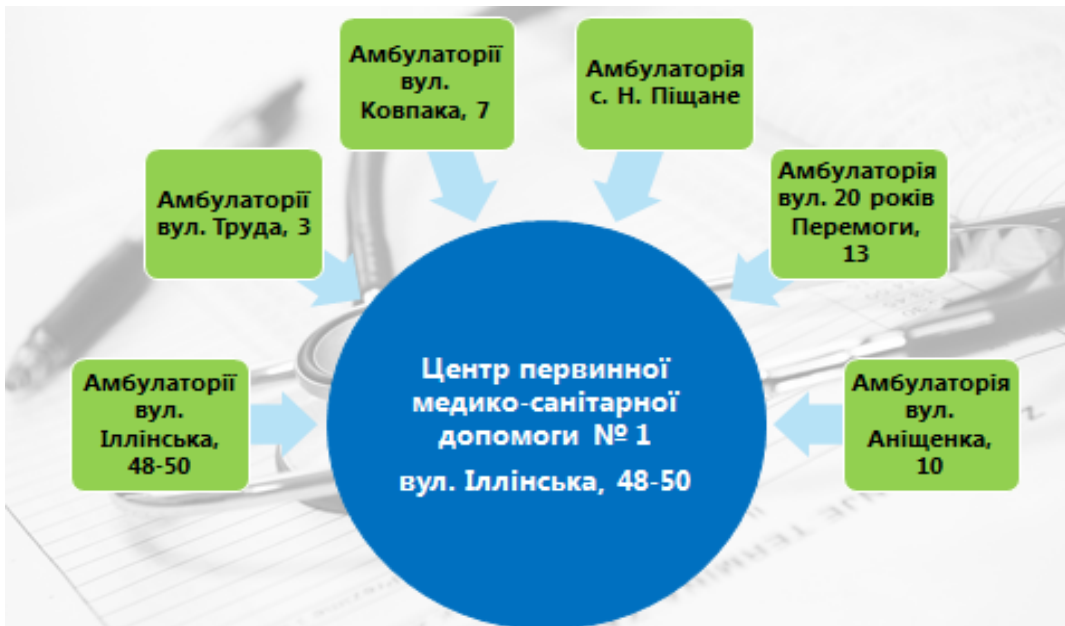 Амбулаторії
вул.
Ковпака, 7
Амбулаторія
с. Н. Піщане
Амбулаторії
вул. Труда, 3
Амбулаторія
вул. 20 років
Перемоги,
13
Амбулаторії
вул.
Іллінська,
48-50
Центр первинної
медико-санітарної
допомоги № 1
вул. Іллінська, 48-50
Амбулаторія
вул.
Аніщенка,
10